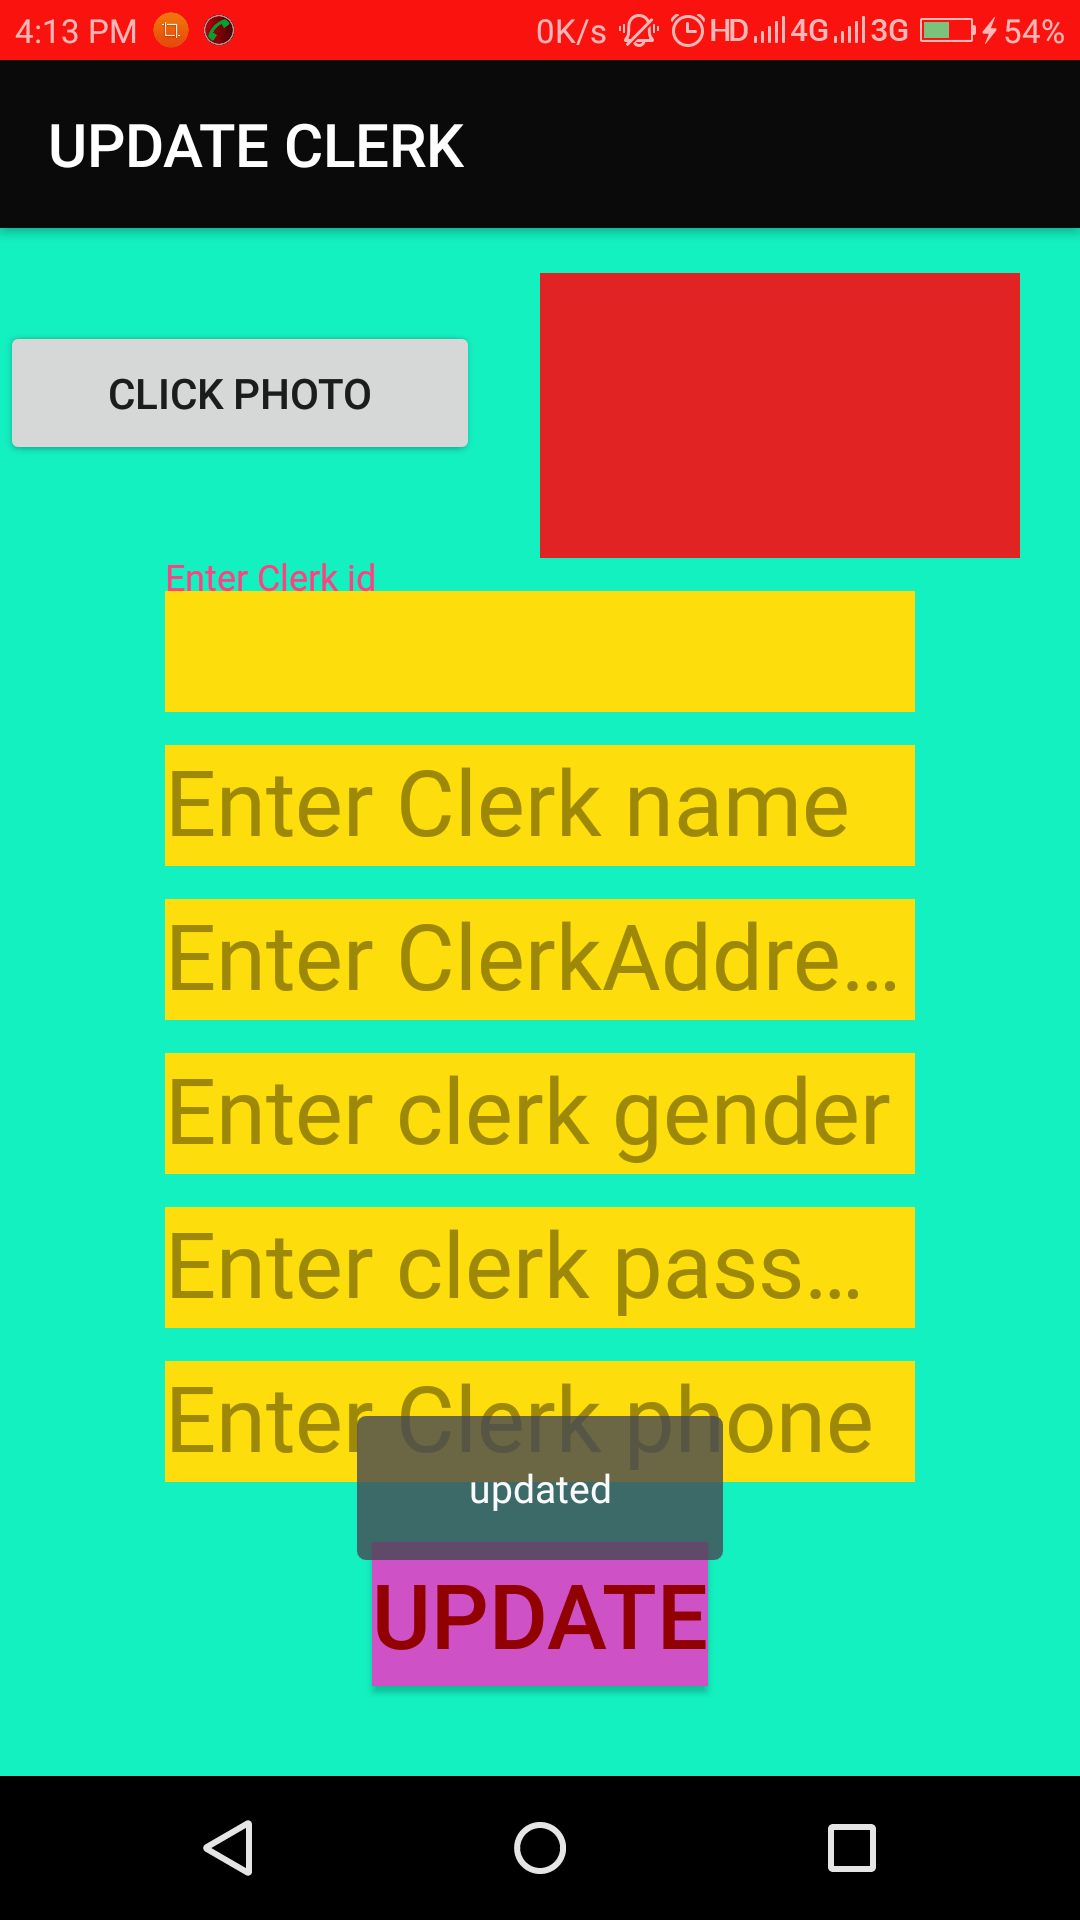 4:13 PM 0K/s HD 4G 3G 54%
UPDATE CLERK
CLICK PHOTO
Enter Clerk id
Enter Clerk name
Enter ClerkAddre...
Enter clerk gender
Enter clerk pass...
Enter Clerk phone
updated
UPDATE